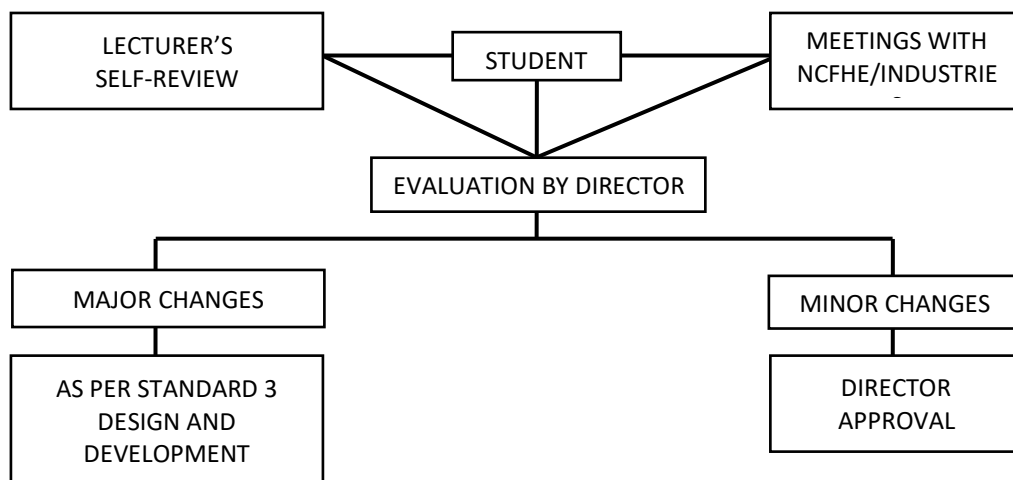 LECTURER’S
SELF-REVIEW
STUDENT
MEETINGS WITH
NCFHE/INDUSTRIE
EVALUATION BY DIRECTOR
MAJOR CHANGES
MINOR CHANGES
AS PER STANDARD 3
DESIGN AND
DEVELOPMENT
DIRECTOR
APPROVAL